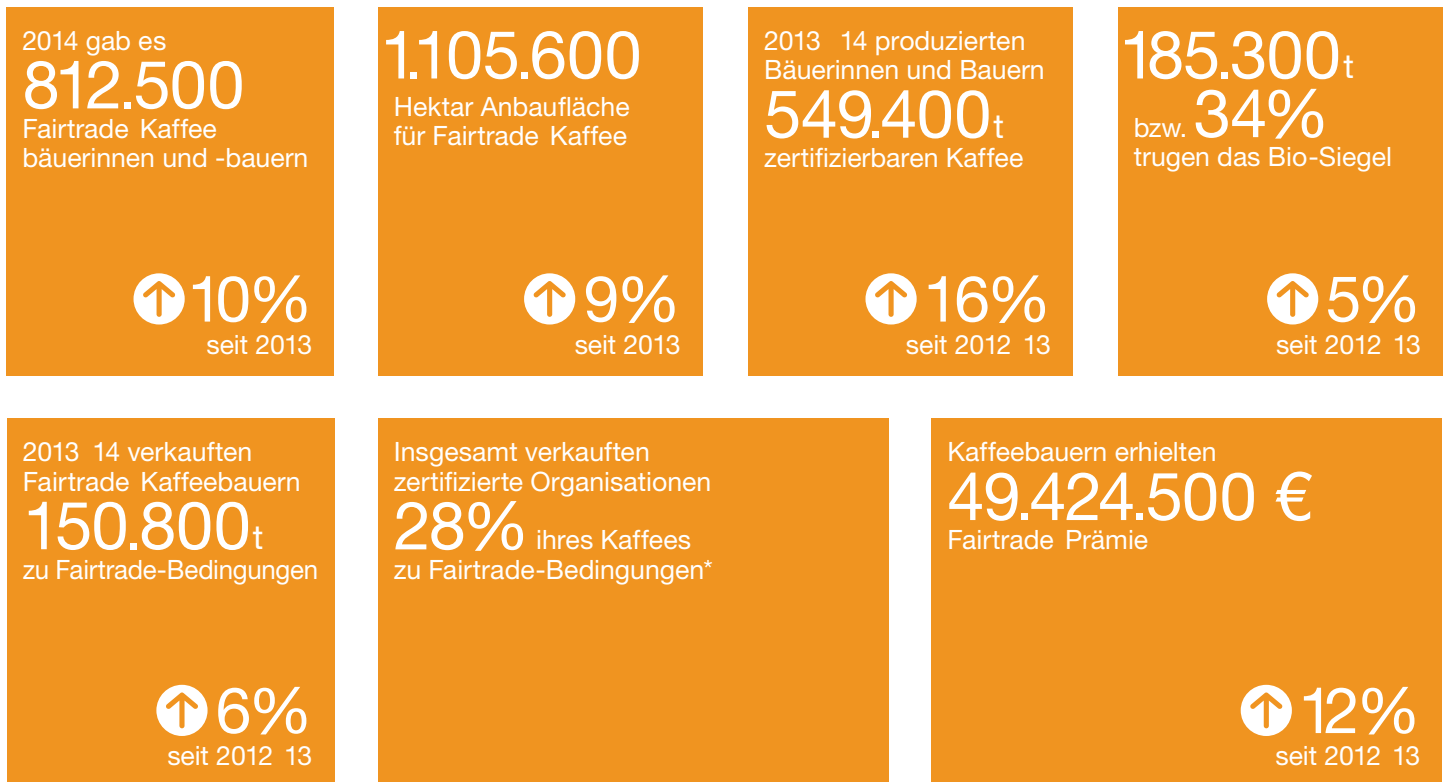 2014 gab es
812.500
Fairtrade Kaffee
bäuerinnen und -bauern
10%
seit 2013
1.105.600
Hektar Anbaufläche
für Fairtrade Kaffee
9%
seit 2013
2013 14 produzierten
Bäuerinnen und Bauern
549.400 t
zertifizierbaren Kaffee
16%
seit 2012 13
185.300 t
bzw. 34%
trugen das Bio-Siegel
5%
seit 2012 13
2013 14 verkauften
Fairtrade Kaffeebauern
150.800 t
zu Fairtrade-Bedingungen
6%
seit 2012 13
Insgesamt verkauften
zertifizierte Organisationen
28% ihres Kaffees
zu Fairtrade-Bedingungen*
Kaffeebauern erhielten
49.424.500 €
Fairtrade Prämie
12%
seit 2012 13